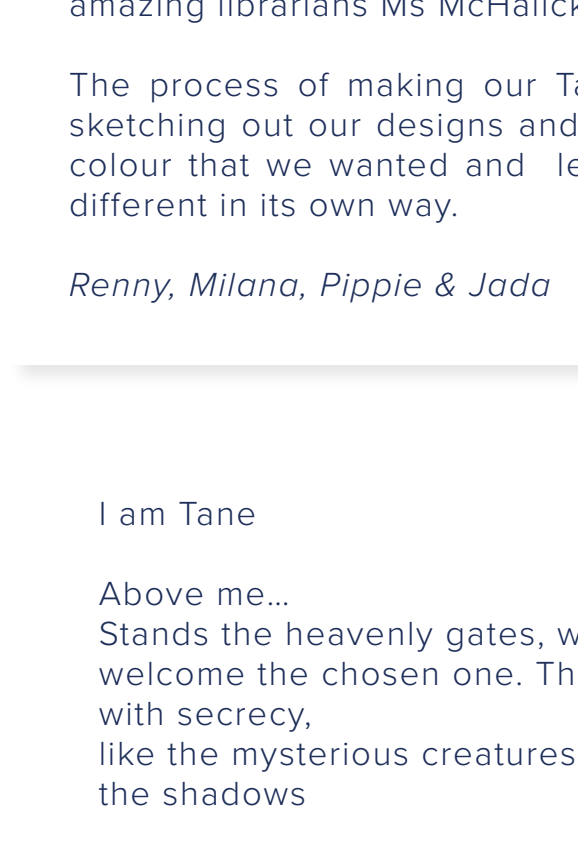 amazing librarians Ms McHalick
The process of making our Ta
sketching out our designs and
colour that we wanted and le
different in its own way.
Renny, Milana, Pippie & Jada
I am Tane
Above me...
Stands the heavenly gates, w
welcome the chosen one. Th
with secrecy,
like the mysterious creatures
the shadows